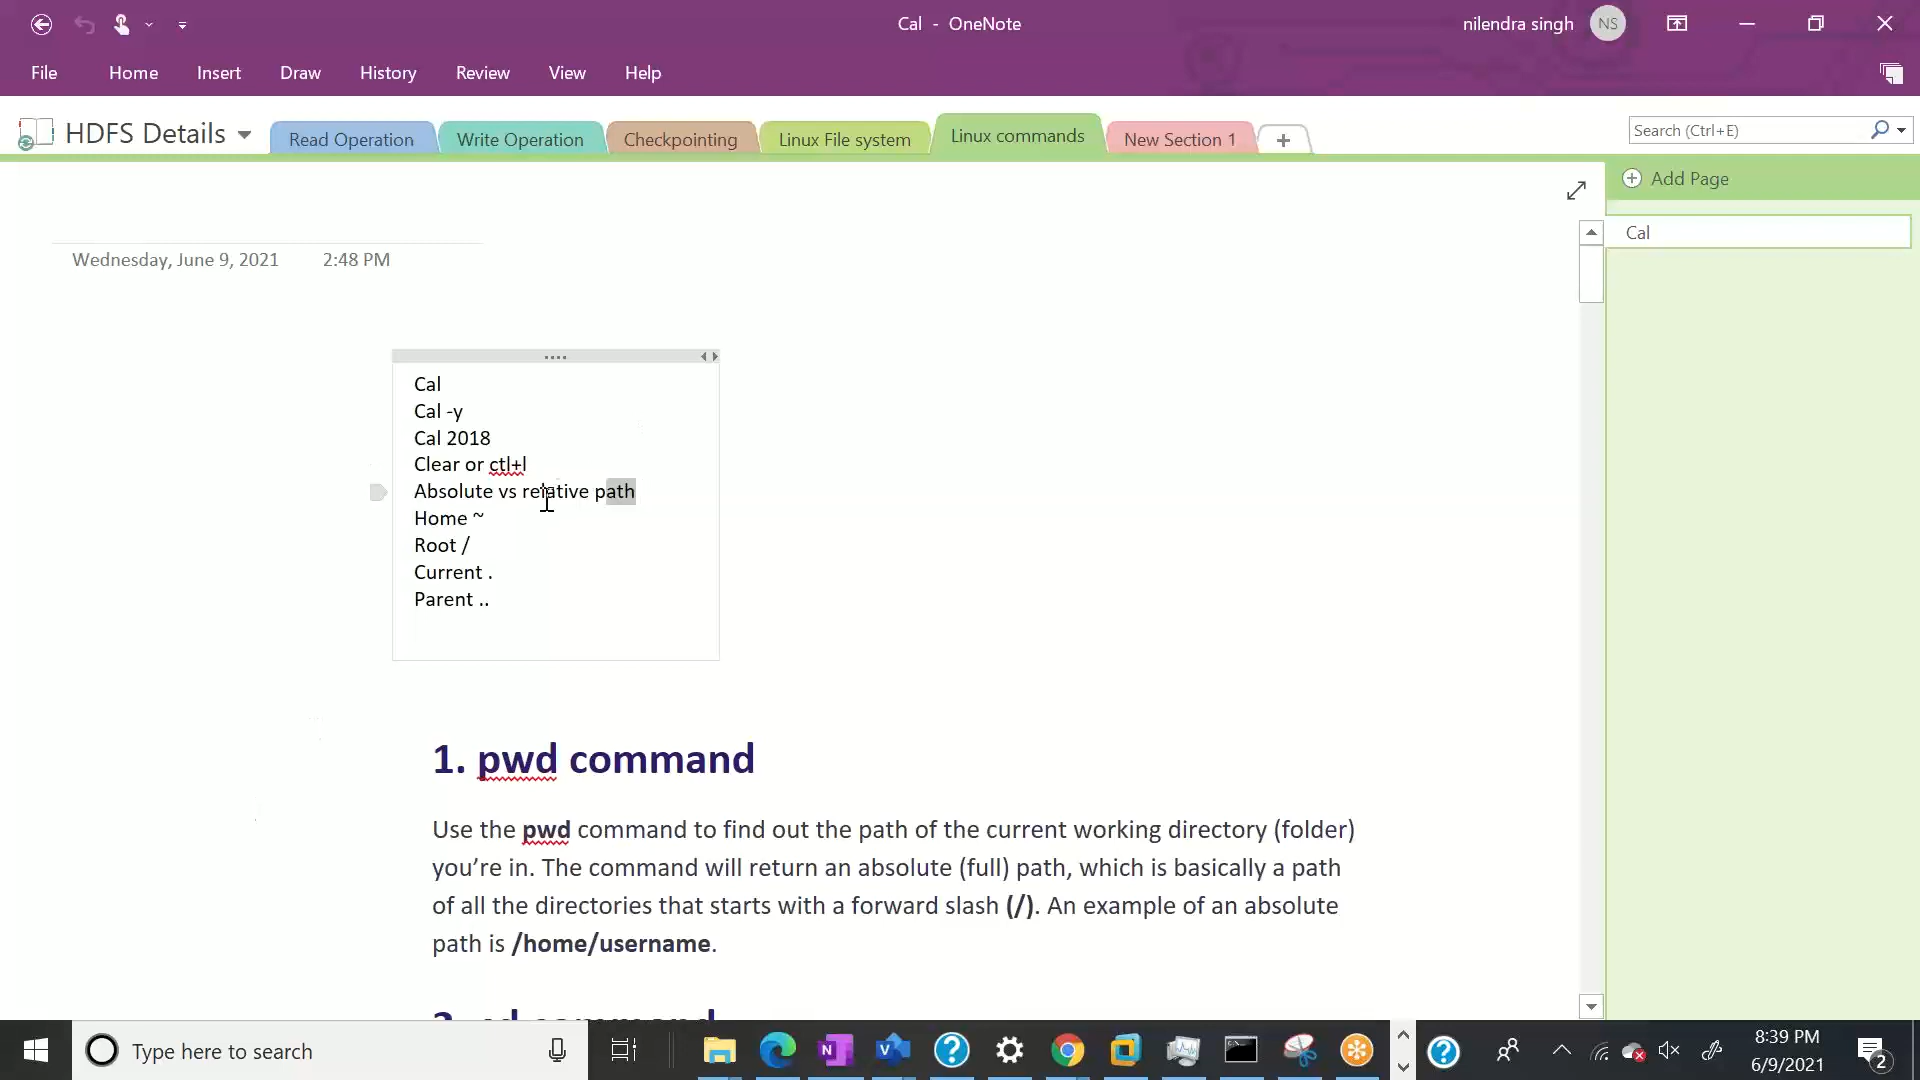 Cal - OneNote
nilendra singh
NS
File
Home
Insert
Draw
History
Review
View
Help
HDFS Details
Read Operation
Write Operation
Checkpointing
Linux File system
Linux commands
New Section 1
Search (Ctrl+E)
Add Page
Cal
Wednesday, June 9, 2021
2:48 PM
Cal
Cal -y
Cal 2018
Clear or ctl+l
Absolute vs relative path
Home ~
Root /
Current .
Parent ..
1. pwd command
Use the pwd command to find out the path of the current working directory (folder)
you’re in. The command will return an absolute (full) path, which is basically a path
of all the directories that starts with a forward slash (/). An example of an absolute
path is /home/username.
Type here to search
8:39 PM
6/9/2021
2